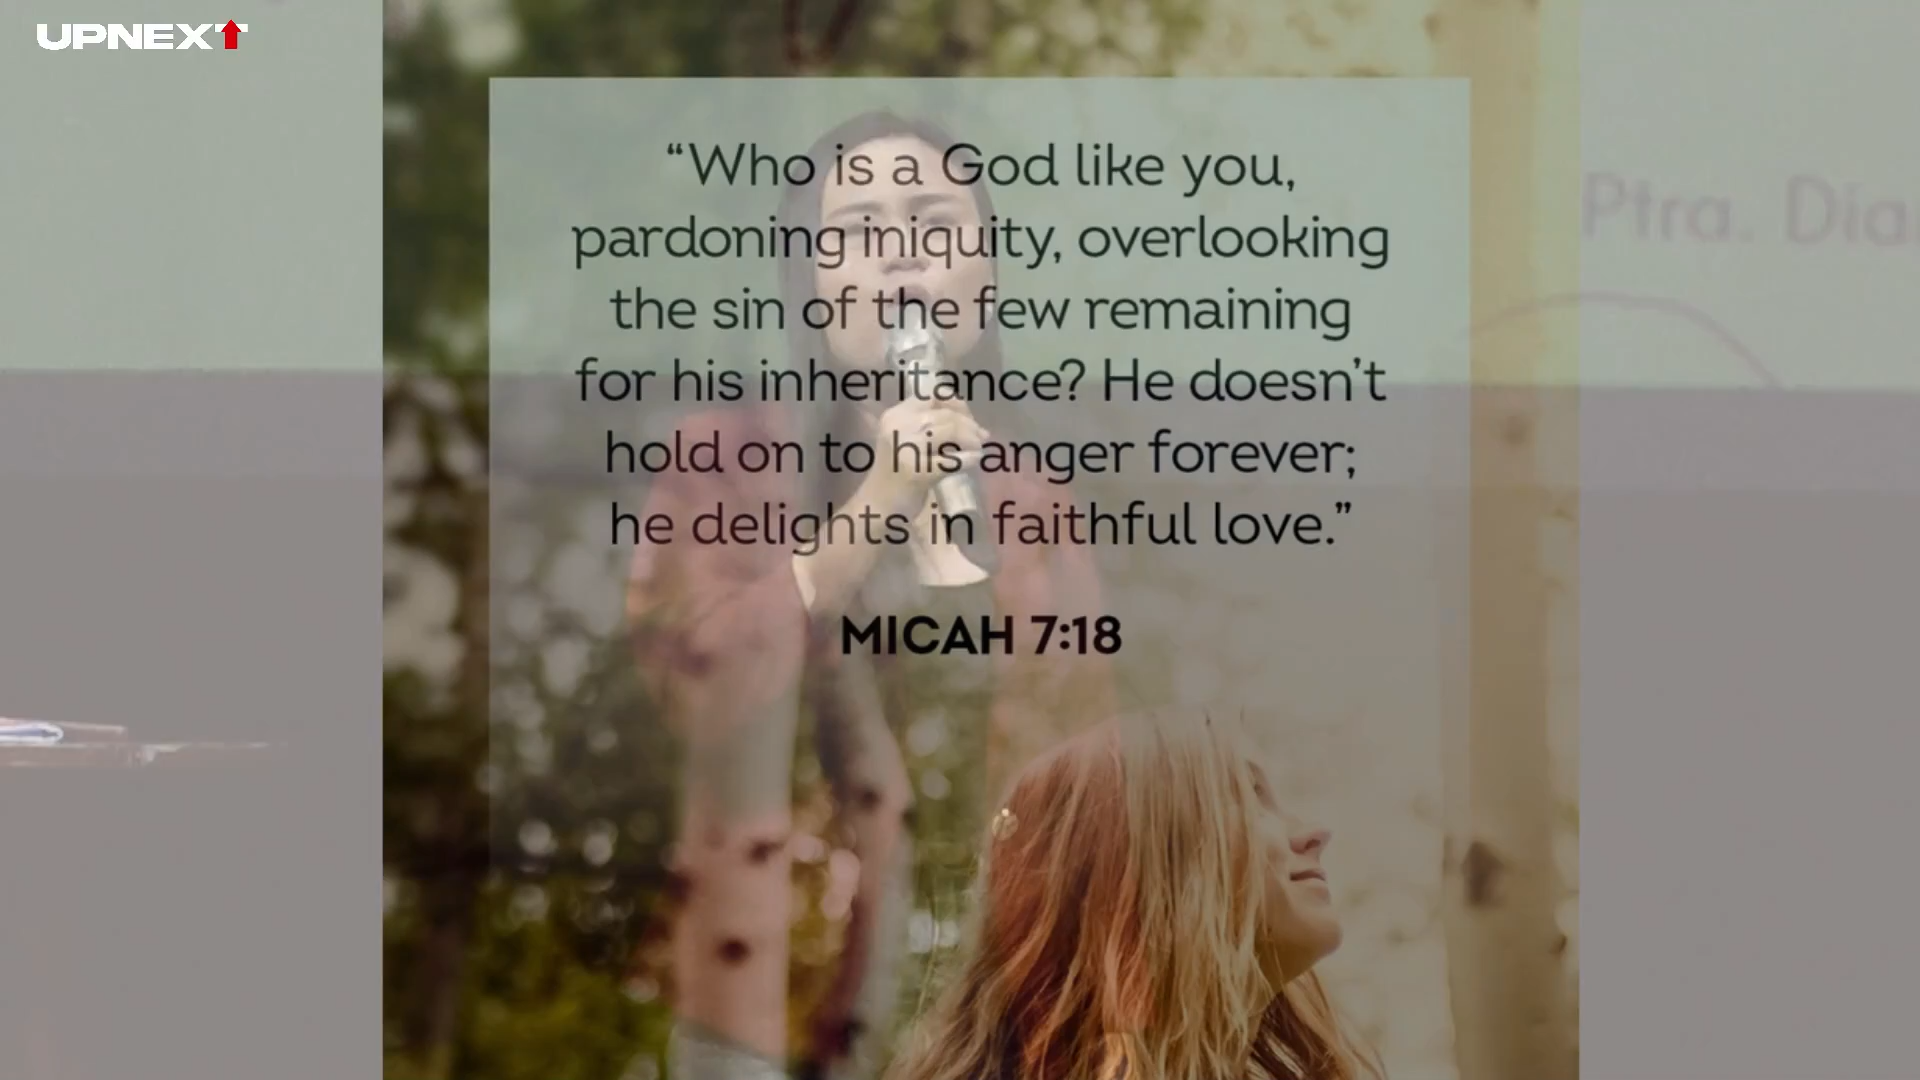 UPNEXT
“Who is a God like you,
pardoning iniquity, overlooking
the sin of the few remaining
for his inheritance? He doesn’t
hold on to his anger forever;
he delights in faithful love.”
MICAH 7:18
Ptra.